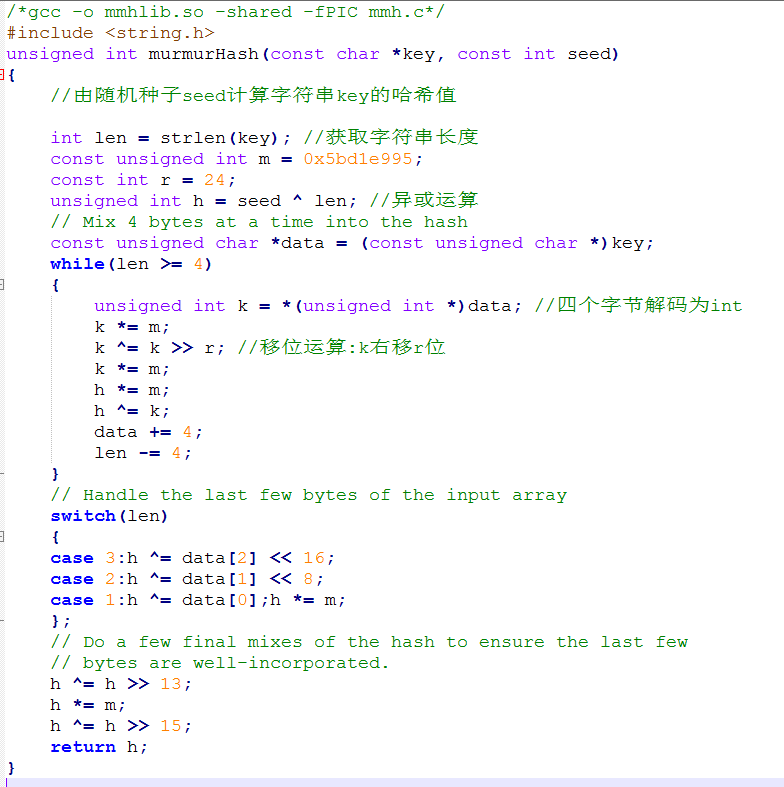 /*gcc -o mmhlib.so -shared -fPIC mmh.c*/
#include <string.h>
unsigned int murmurHash(const char *key, const int seed)
{
    //由随机种子seed计算字符串key的哈希值

    int len = strlen(key); //获取字符串长度
    const unsigned int m = 0x5bd1e995;
    const int r = 24;
    unsigned int h = seed ^ len; //异或运算
    // Mix 4 bytes at a time into the hash
    const unsigned char *data = (const unsigned char *)key;
    while(len >= 4)
    {
        unsigned int k = *(unsigned int *)data; //四个字节解码为int
        k *= m;
        k ^= k >> r; //移位运算:k右移r位
        k *= m;
        h *= m;
        h ^= k;
        data += 4;
        len -= 4;
    }
    // Handle the last few bytes of the input array
    switch(len)
    {
    case 3:h ^= data[2] << 16;
    case 2:h ^= data[1] << 8;
    case 1:h ^= data[0];h *= m;
    };
    // Do a few final mixes of the hash to ensure the last few
    // bytes are well-incorporated.
    h ^= h >> 13;
    h *= m;
    h ^= h >> 15;
    return h;
}